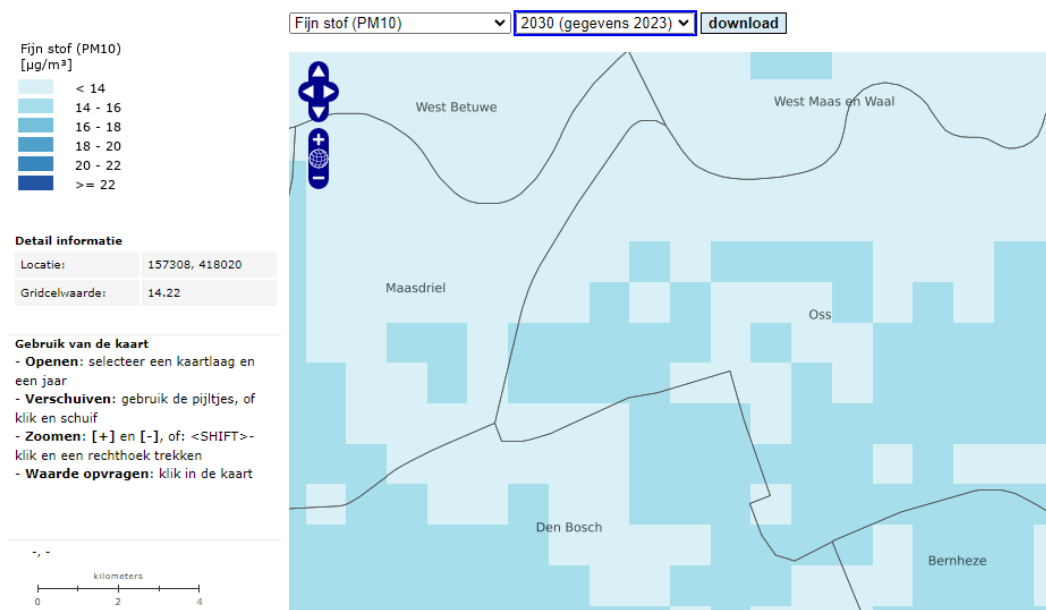 Fijn stof (PM10) 2030 (gegevens 2023) download
Fijn stof (PM10)
[µg/m³]
< 14
14 - 16
16 - 18
18 - 20
20 - 22
>= 22
Detail informatie
Locatie: 157308, 418020
Gridcelwaarde: 14.22
Gebruik van de kaart
- Openen: selecteer een kaartlaag en
een jaar
- Verschuiven: gebruik de pijltjes, of
klik en schuif
- Zoomen: [+] en [-], of: <SHIFT>-
klik en een rechthoek trekken
- Waarde opvragen: klik in de kaart
-, -
kilometers
0 2 4
West Betuwe
West Maas en Waal
Maasdriel
Oss
Den Bosch
Bernheze